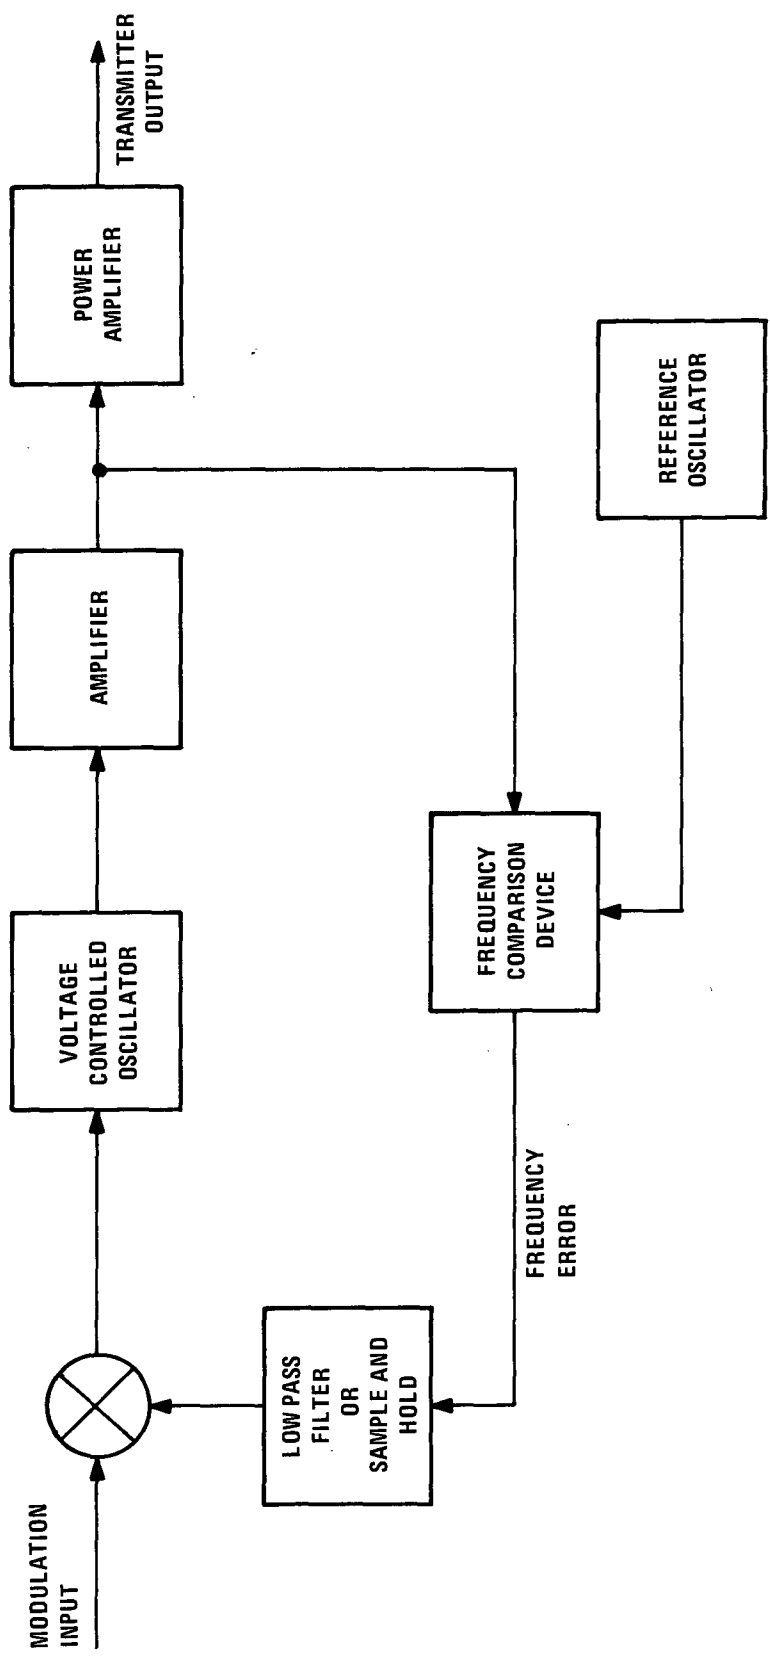 MODULATION
INPUT
VOLTAGE
CONTROLLED
OSCILLATOR
AMPLIFIER
POWER
AMPLIFIER
TRANSMITTER
OUTPUT
LOW PASS
FILTER
OR
SAMPLE AND
HOLD
FREQUENCY
ERROR
FREQUENCY
COMPARISON
DEVICE
REFERENCE
OSCILLATOR